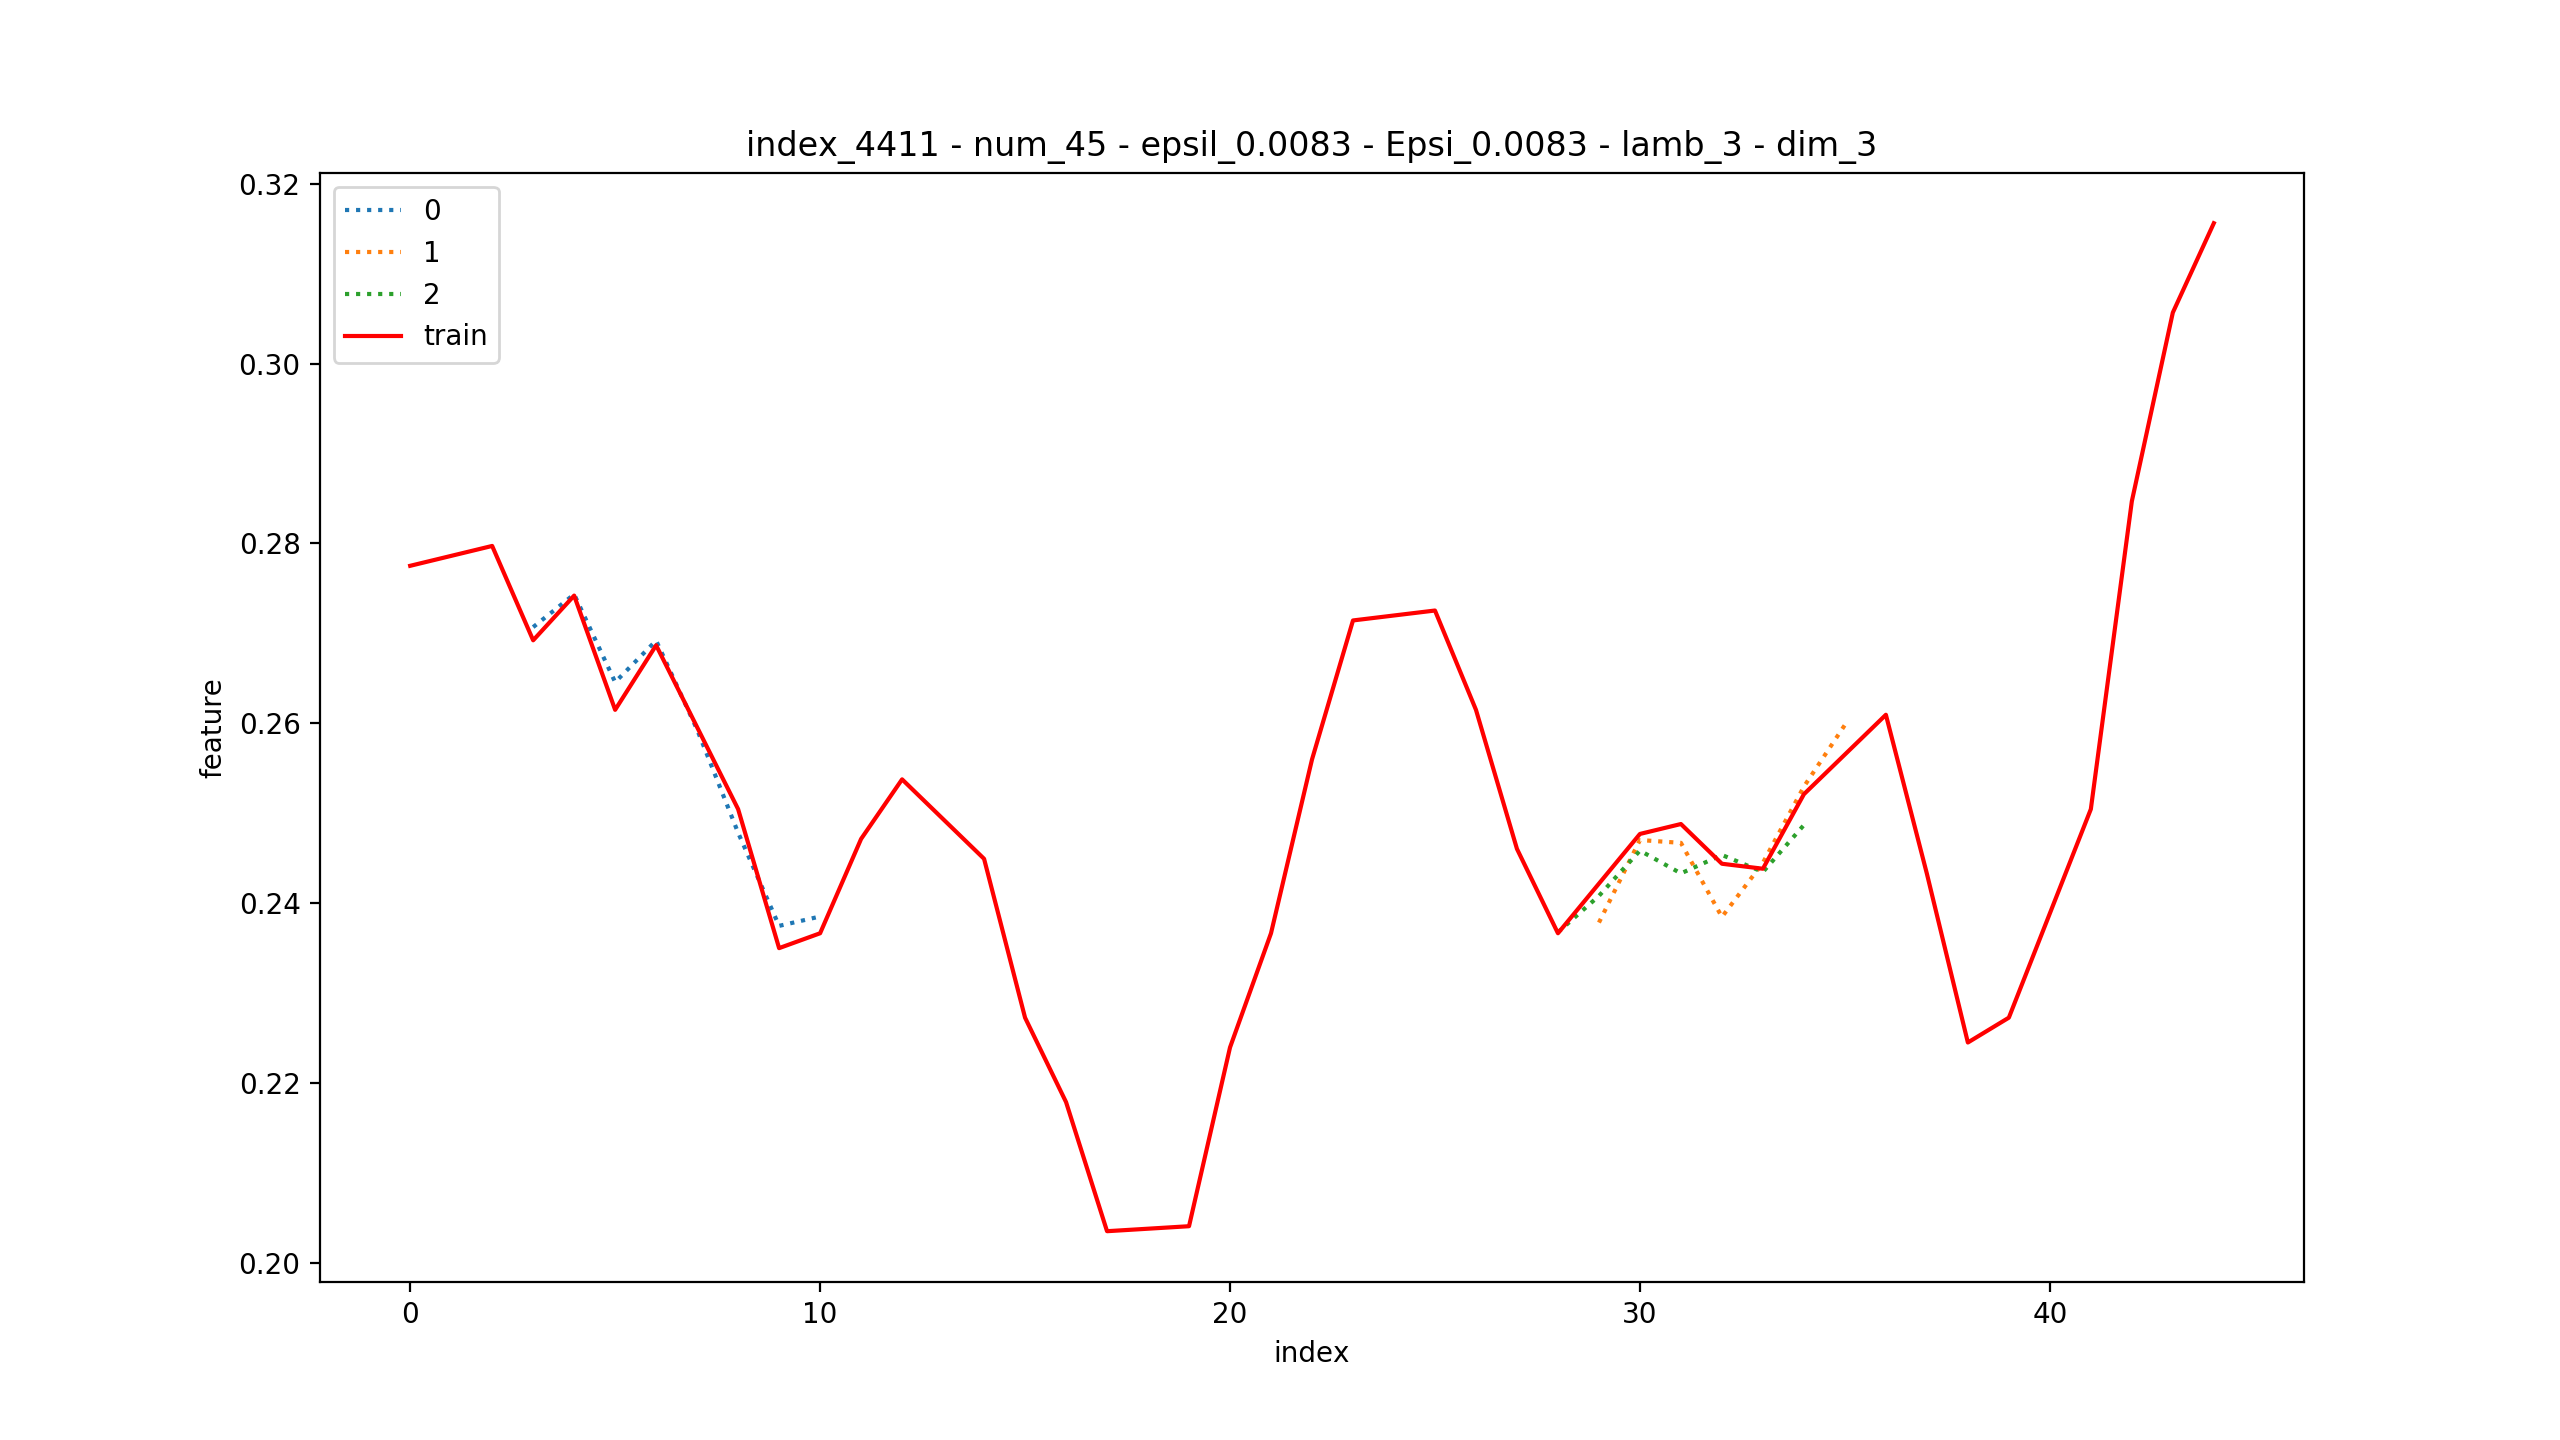 index_4411 - num_45 - epsil_0.0083 - Epsi_0.0083 - lamb_3 - dim_3
0.32
0.30
0.28
0.26
0.24
0.22
0.20
feature
0
1
2
train
0 10 20 30 40
index